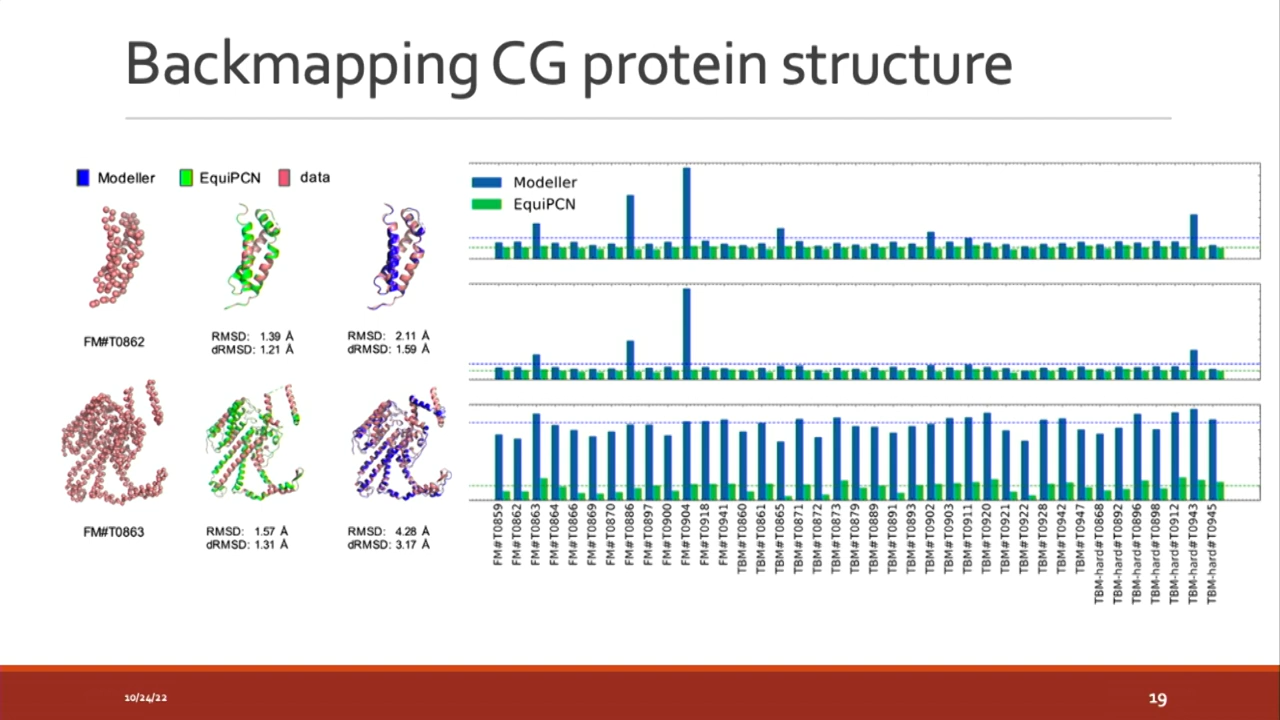 Backmapping CG protein structure
Modeller EquiPCN data
FM#T0862
RMSD: 1.39 Å
dRMSD: 1.21 Å
RMSD: 2.11 Å
dRMSD: 1.59 Å
FM#T0863
RMSD: 1.57 Å
dRMSD: 1.31 Å
RMSD: 4.28 Å
dRMSD: 3.17 Å
Modeller
EquiPCN
FM#T0859
FM#T0862
FM#T0863
FM#T0864
FM#T0866
FM#T0869
FM#T0870
FM#T0886
FM#T0897
FM#T0900
FM#T0904
FM#T0918
FM#T0941
TBM#T0860
TBM#T0861
TBM#T0865
TBM#T0871
TBM#T0872
TBM#T0873
TBM#T0879
TBM#T0889
TBM#T0891
TBM#T0893
TBM#T0902
TBM#T0903
TBM#T0911
TBM#T0920
TBM#T0921
TBM#T0922
TBM#T0928
TBM#T0942
TBM#T0947
TBM-hard#T0868
TBM-hard#T0892
TBM-hard#T0896
TBM-hard#T0898
TBM-hard#T0912
TBM-hard#T0943
TBM-hard#T0945
10/24/22
19